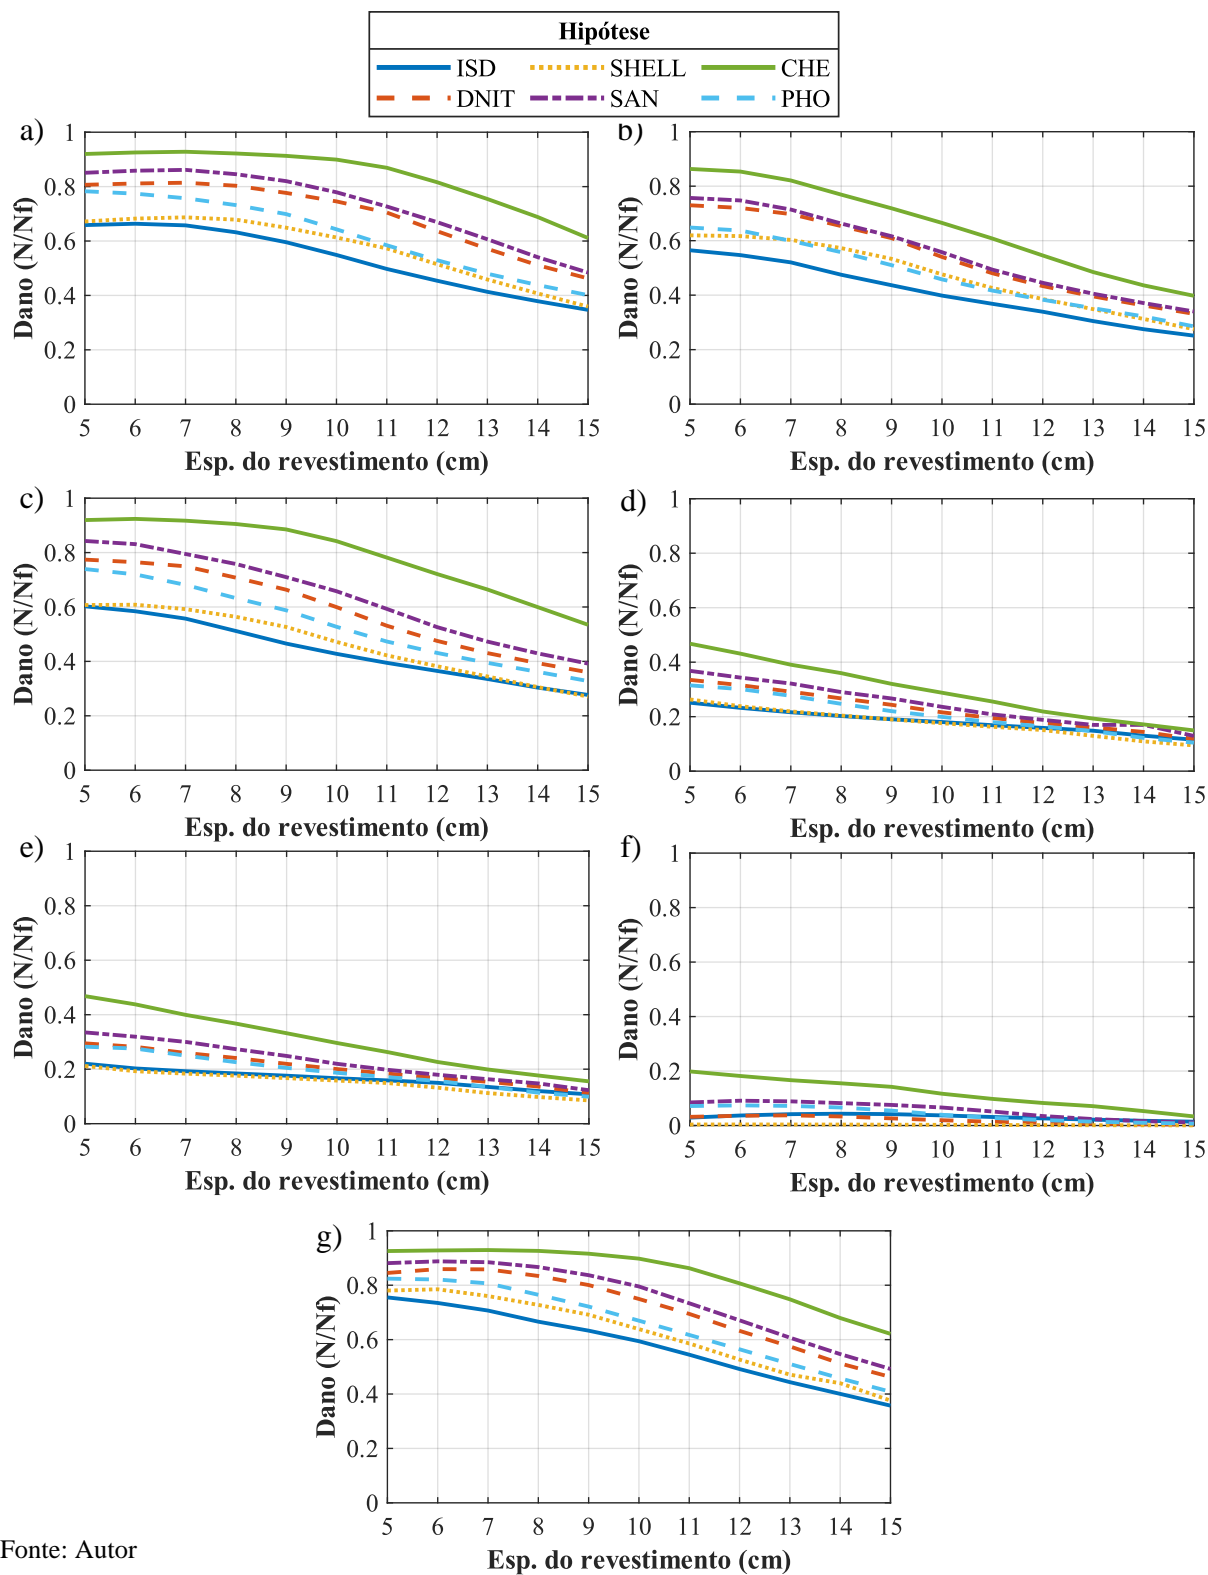 Hipótese
ISD SHELL CHE
DNIT SAN PHO
a)
1
0.8
0.6
0.4
0.2
0
Dano (N/Nf)
5 6 7 8 9 10 11 12 13 14 15
Esp. do revestimento (cm)
b)
1
0.8
0.6
0.4
0.2
0
Dano (N/Nf)
5 6 7 8 9 10 11 12 13 14 15
Esp. do revestimento (cm)
c)
1
0.8
0.6
0.4
0.2
0
Dano (N/Nf)
5 6 7 8 9 10 11 12 13 14 15
Esp. do revestimento (cm)
d)
1
0.8
0.6
0.4
0.2
0
Dano (N/Nf)
5 6 7 8 9 10 11 12 13 14 15
Esp. do revestimento (cm)
e)
1
0.8
0.6
0.4
0.2
0
Dano (N/Nf)
5 6 7 8 9 10 11 12 13 14 15
Esp. do revestimento (cm)
f)
1
0.8
0.6
0.4
0.2
0
Dano (N/Nf)
5 6 7 8 9 10 11 12 13 14 15
Esp. do revestimento (cm)
g)
1
0.8
0.6
0.4
0.2
0
Dano (N/Nf)
5 6 7 8 9 10 11 12 13 14 15
Esp. do revestimento (cm)
Fonte: Autor